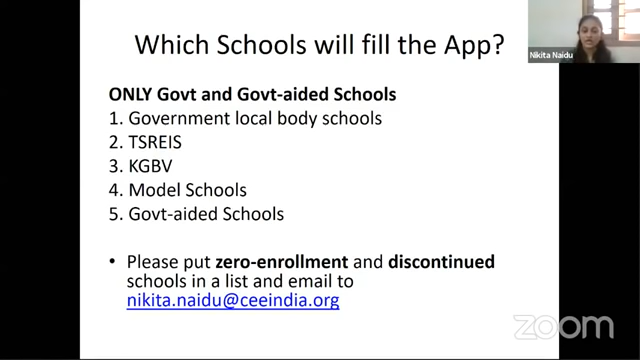 Which Schools will fill the App?
Nikita Naidu
ONLY Govt and Govt-aided Schools
1. Government local body schools
2. TSREIS
3. KGBV
4. Model Schools
5. Govt-aided Schools
• Please put zero-enrollment and discontinued
schools in a list and email to
nikita.naidu@ceeindia.org
zoom